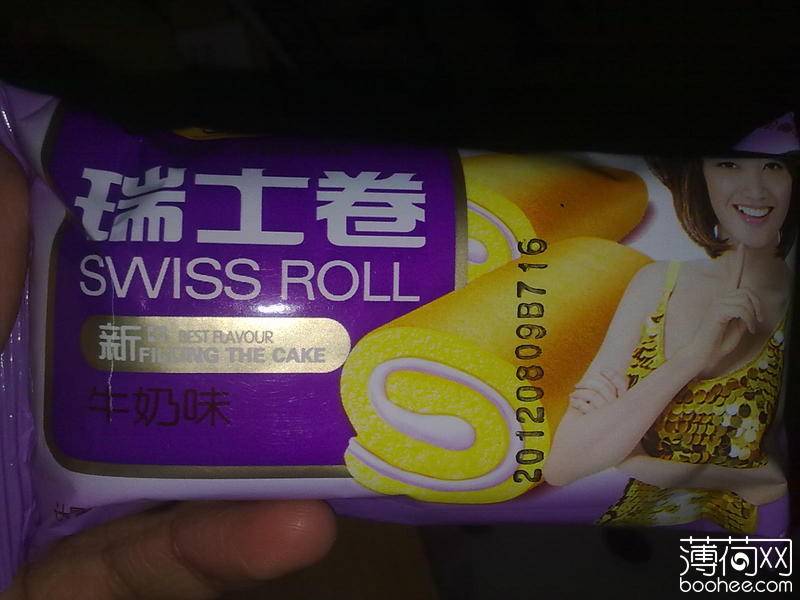 瑞士卷
SWISS ROLL
新 BEST FLAVOUR
FILLING THE CAKE
牛奶味
20120809B716
薄荷网
boohee.com